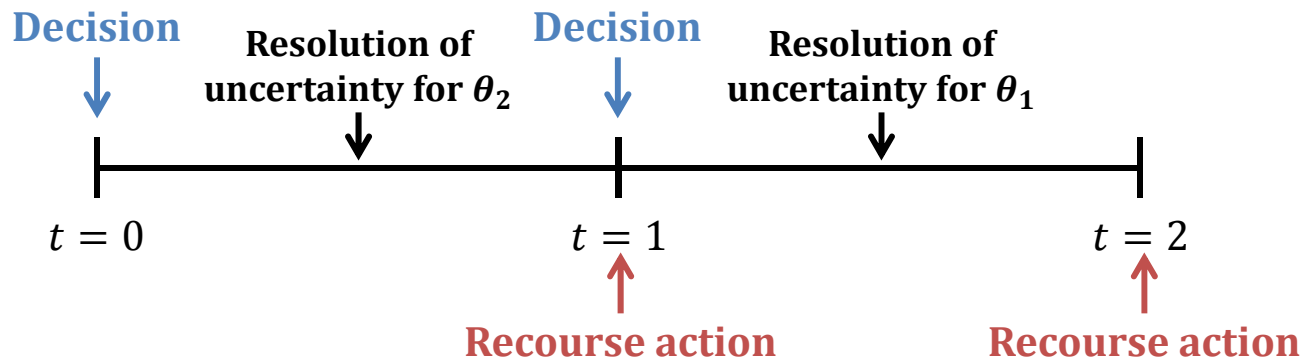 Decision
Resolution of
uncertainty for θ₂
Decision
Resolution of
uncertainty for θ₁
t = 0
t = 1
t = 2
Recourse action
Recourse action